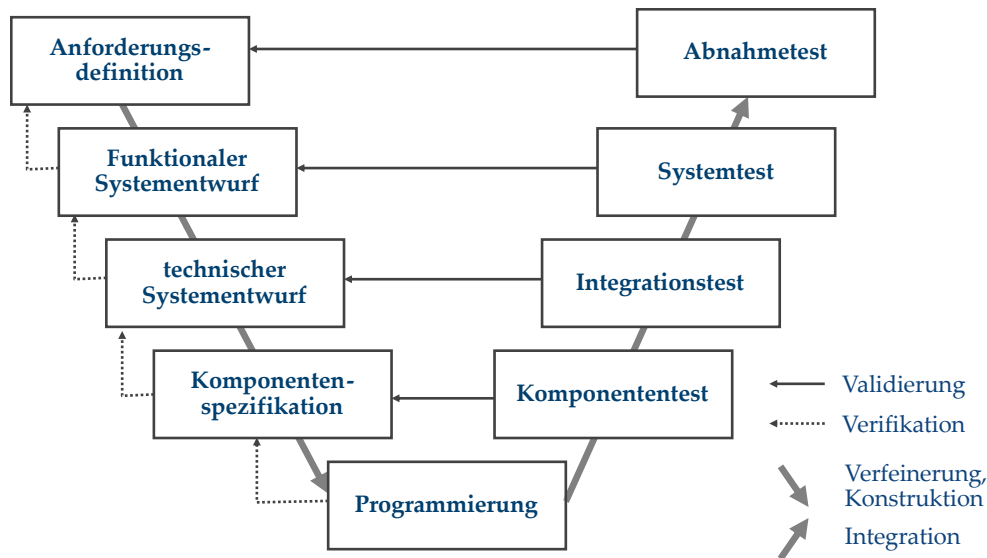 Anforderungs-
definition
Abnahmetest
Funktionaler
Systementwurf
Systemtest
technischer
Systementwurf
Integrationstest
Komponenten-
spezifikation
Komponententest
Programmierung
Validierung
Verifikation
Verfeinerung,
Konstruktion
Integration